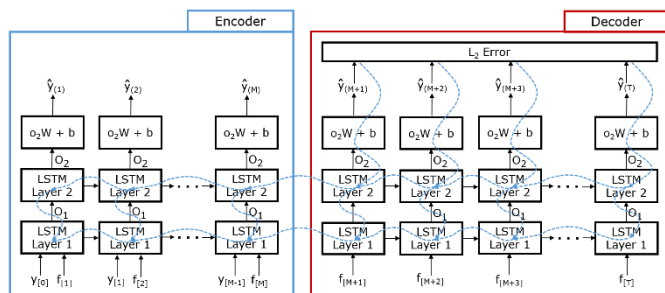 Encoder
Decoder
L₂ Error
ŷ(1) ŷ(2) ŷ(M) ŷ(M+1) ŷ(M+2) ŷ(M+3) ŷ(T)
o₂W + b o₂W + b o₂W + b o₂W + b o₂W + b o₂W + b o₂W + b
O₂ O₂ O₂ O₂ O₂ O₂ O₂
LSTM LSTM LSTM LSTM LSTM LSTM LSTM
Layer 2 Layer 2 Layer 2 Layer 2 Layer 2 Layer 2 Layer 2
O₁ O₁ O₁ O₁ O₁ O₁
LSTM LSTM LSTM LSTM LSTM LSTM LSTM
Layer 1 Layer 1 Layer 1 Layer 1 Layer 1 Layer 1 Layer 1
y[0] f[1] y[1] f[2] y[M-1] f[M] f[M+1] f[M+2] f[M+3] f[T]